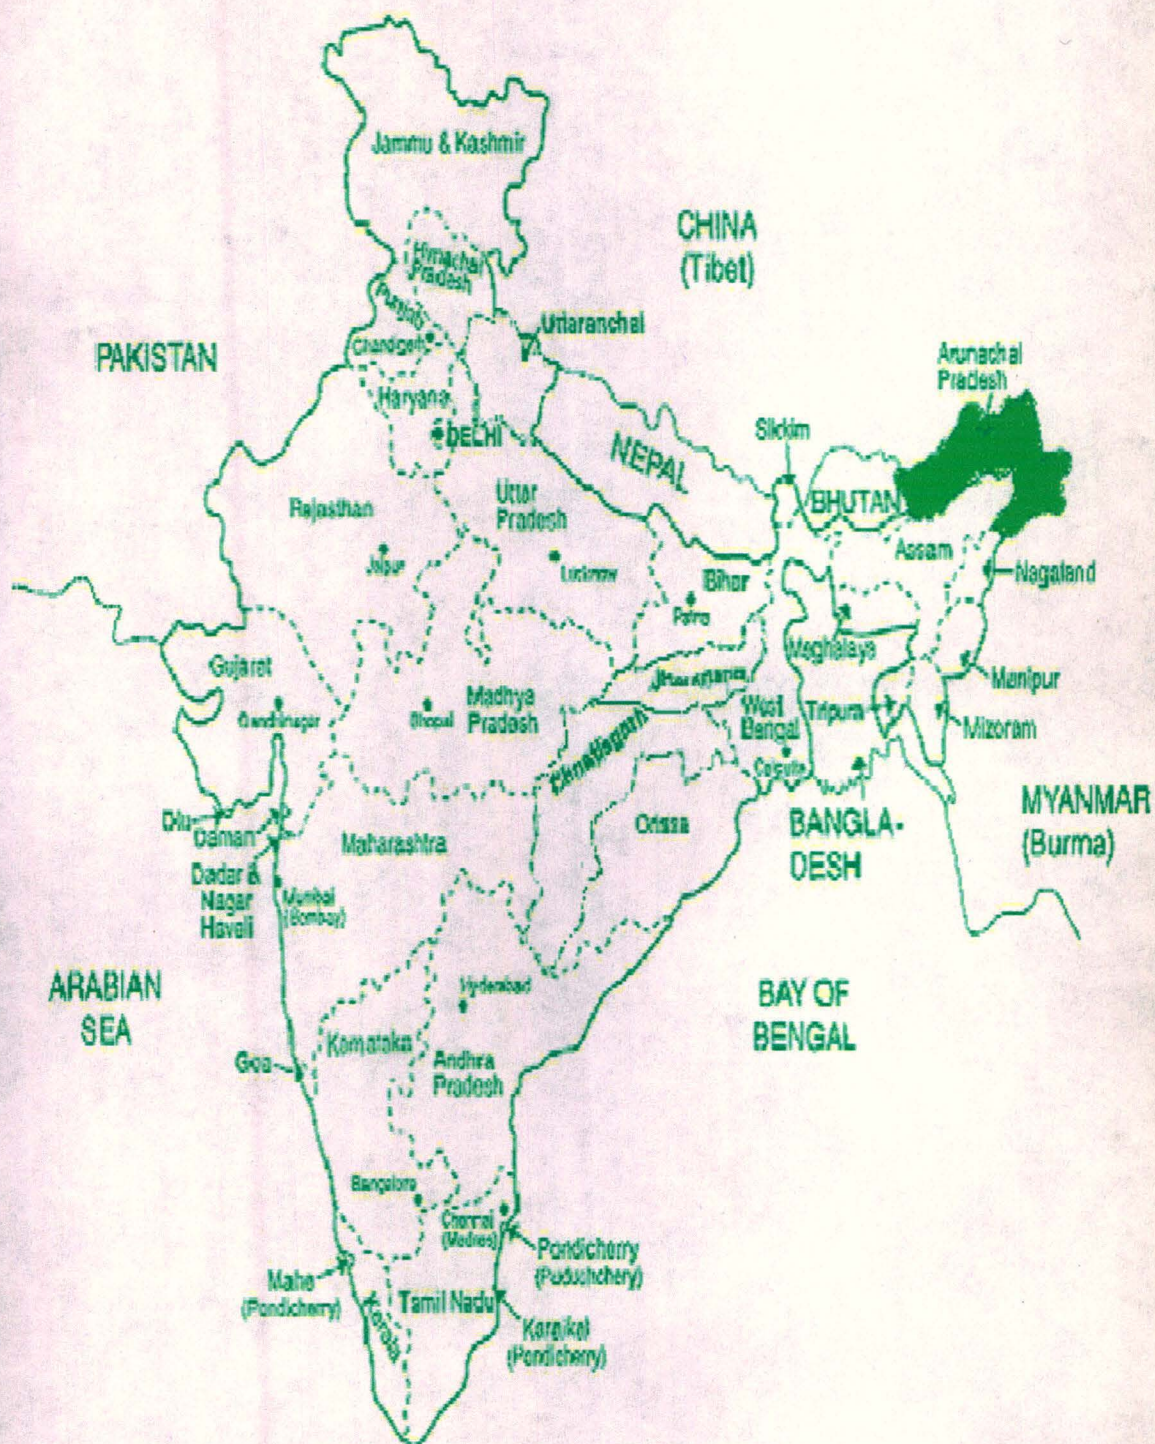 Jammu & Kashmir
CHINA
(Tibet)
Himachal
Pradesh
Punjab
Uttaranchal
Chandigarh
PAKISTAN
Arunachal
Pradesh
Haryana
DELHI
Sikkim
NEPAL
BHUTAN
Rajasthan
Uttar
Pradesh
Assam
Jaipur
Lucknow
Bihar
Nagaland
Patna
Gujarat
Meghalaya
Jharkhand
Manipur
Madhya
Pradesh
West
Bengal
Tripura
Gandhinagar
Bhopal
Mizoram
Chhatisgarh
Calcutta
Diu
Daman
Maharashtra
Orissa
BANGLA-
DESH
MYANMAR
(Burma)
Dadar &
Nagar
Haveli
Mumbai
(Bombay)
ARABIAN
SEA
Hyderabad
BAY OF
BENGAL
Goa
Karnataka
Andhra
Pradesh
Bangalore
Chennai
(Madras)
Pondicherry
(Puduchchery)
Mahe
(Pondicherry)
Tamil Nadu
Kerala
Karaikal
(Pondicherry)